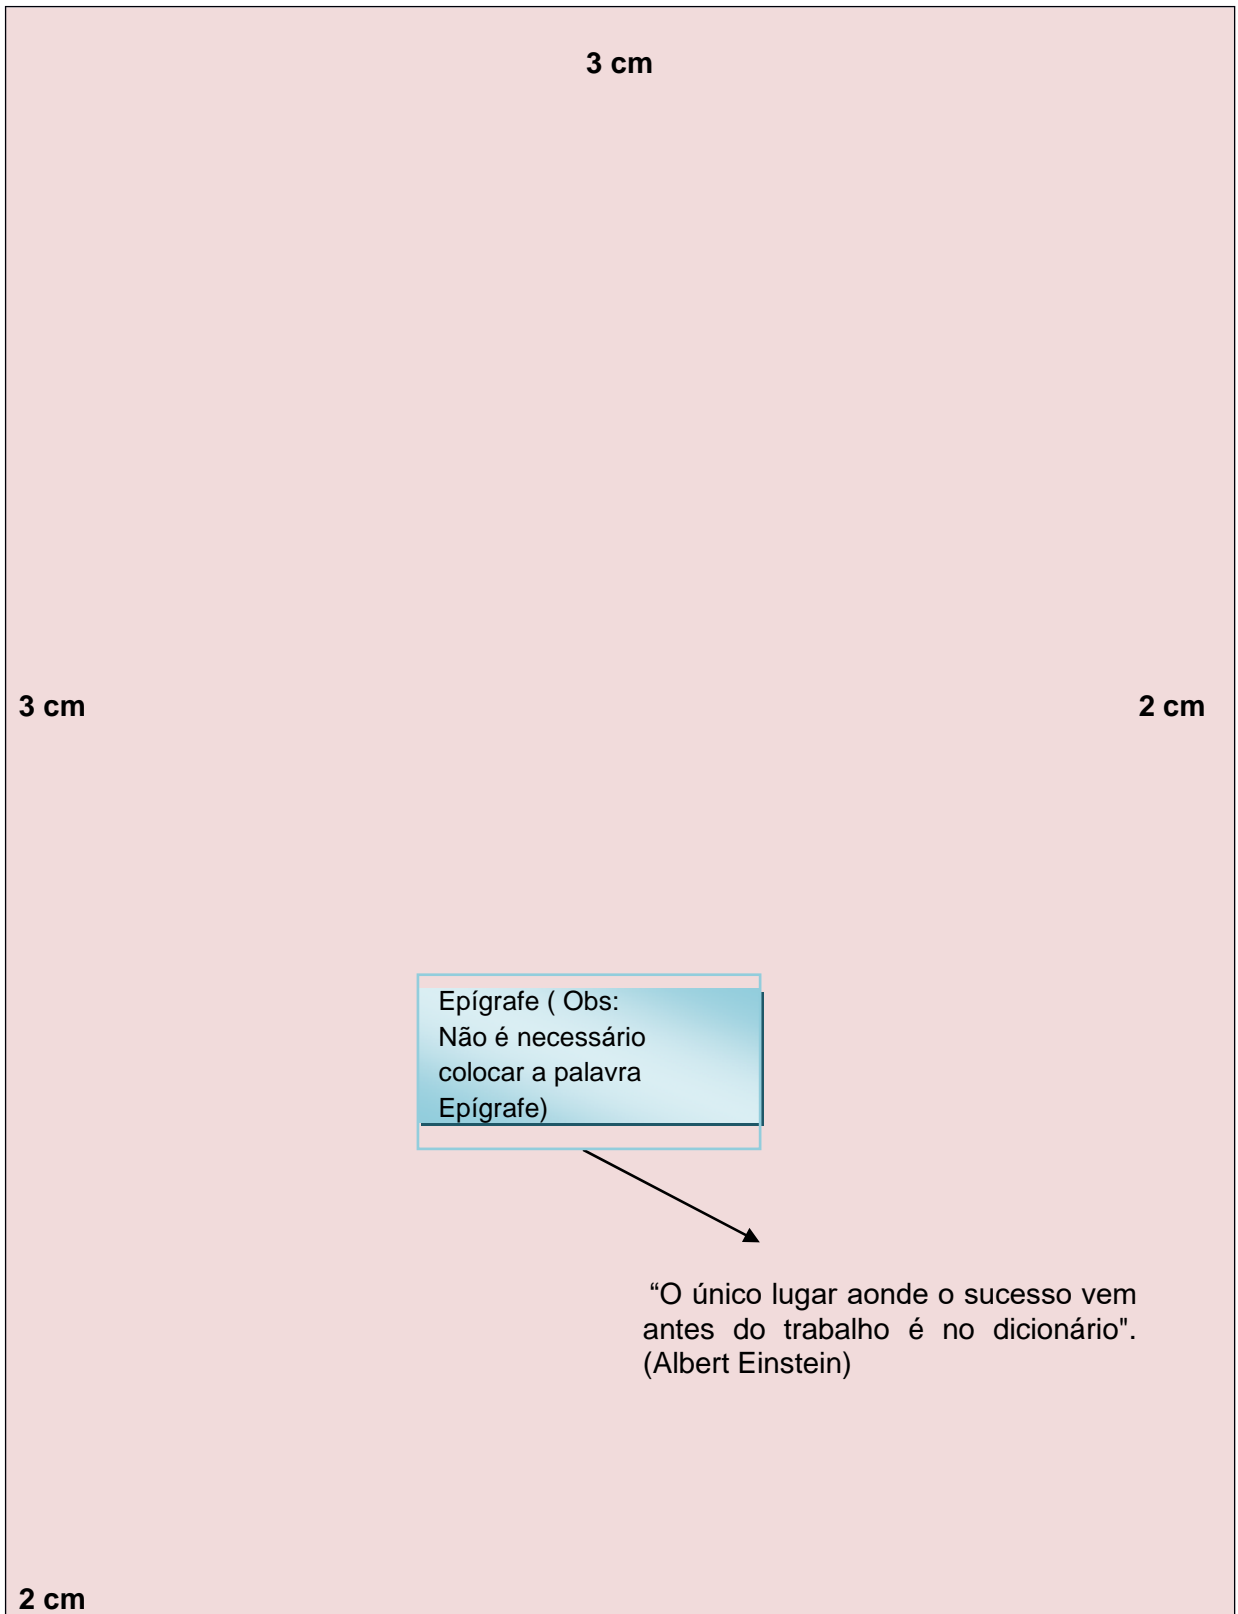 3 cm
3 cm
2 cm
Epígrafe ( Obs:
Não é necessário
colocar a palavra
Epígrafe)
“O único lugar aonde o sucesso vem
antes do trabalho é no dicionário".
(Albert Einstein)
2 cm